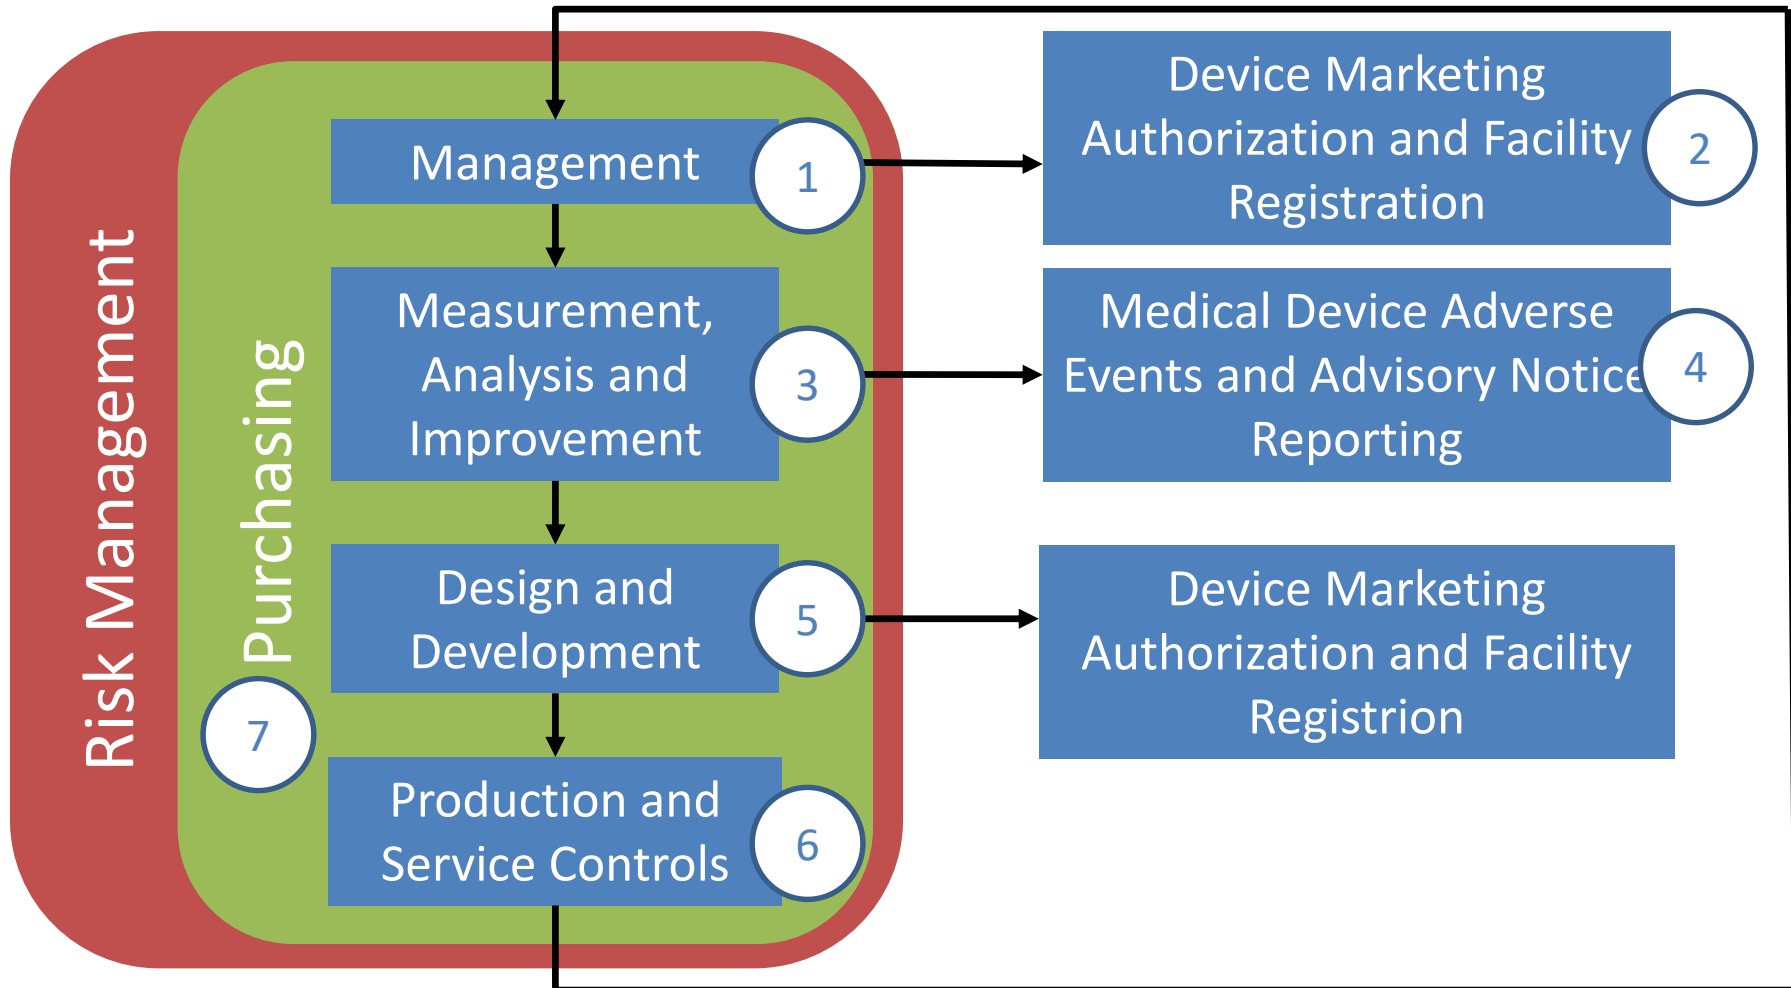 Risk Management
Purchasing
7
Management
1
Device Marketing
Authorization and Facility
Registration
2
Measurement,
Analysis and
Improvement
3
Medical Device Adverse
Events and Advisory Notice
Reporting
4
Design and
Development
5
Device Marketing
Authorization and Facility
Registrion
Production and
Service Controls
6